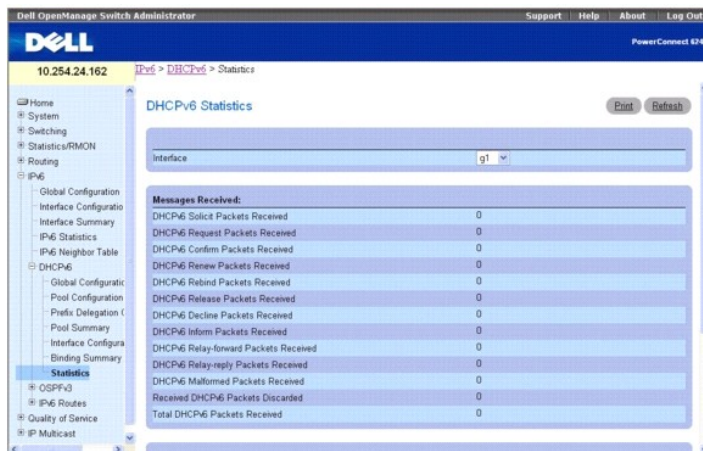 Dell OpenManage Switch Administrator
Support Help About Log Out
DELL
PowerConnect 624
10.254.24.162
IPv6 > DHCPv6 > Statistics
Home
System
Switching
Statistics/RMON
Routing
IPv6
Global Configuration
Interface Configuratio
Interface Summary
IPv6 Statistics
IPv6 Neighbor Table
DHCPv6
Global Configuratic
Pool Configuration
Prefix Delegation (
Pool Summary
Interface Configura
Binding Summary
Statistics
OSPFv3
IPv6 Routes
Quality of Service
IP Multicast
DHCPv6 Statistics
Print Refresh
Interface g1
Messages Received:
DHCPv6 Solicit Packets Received 0
DHCPv6 Request Packets Received 0
DHCPv6 Confirm Packets Received 0
DHCPv6 Renew Packets Received 0
DHCPv6 Rebind Packets Received 0
DHCPv6 Release Packets Received 0
DHCPv6 Decline Packets Received 0
DHCPv6 Inform Packets Received 0
DHCPv6 Relay-forward Packets Received 0
DHCPv6 Relay-reply Packets Received 0
DHCPv6 Malformed Packets Received 0
Received DHCPv6 Packets Discarded 0
Total DHCPv6 Packets Received 0